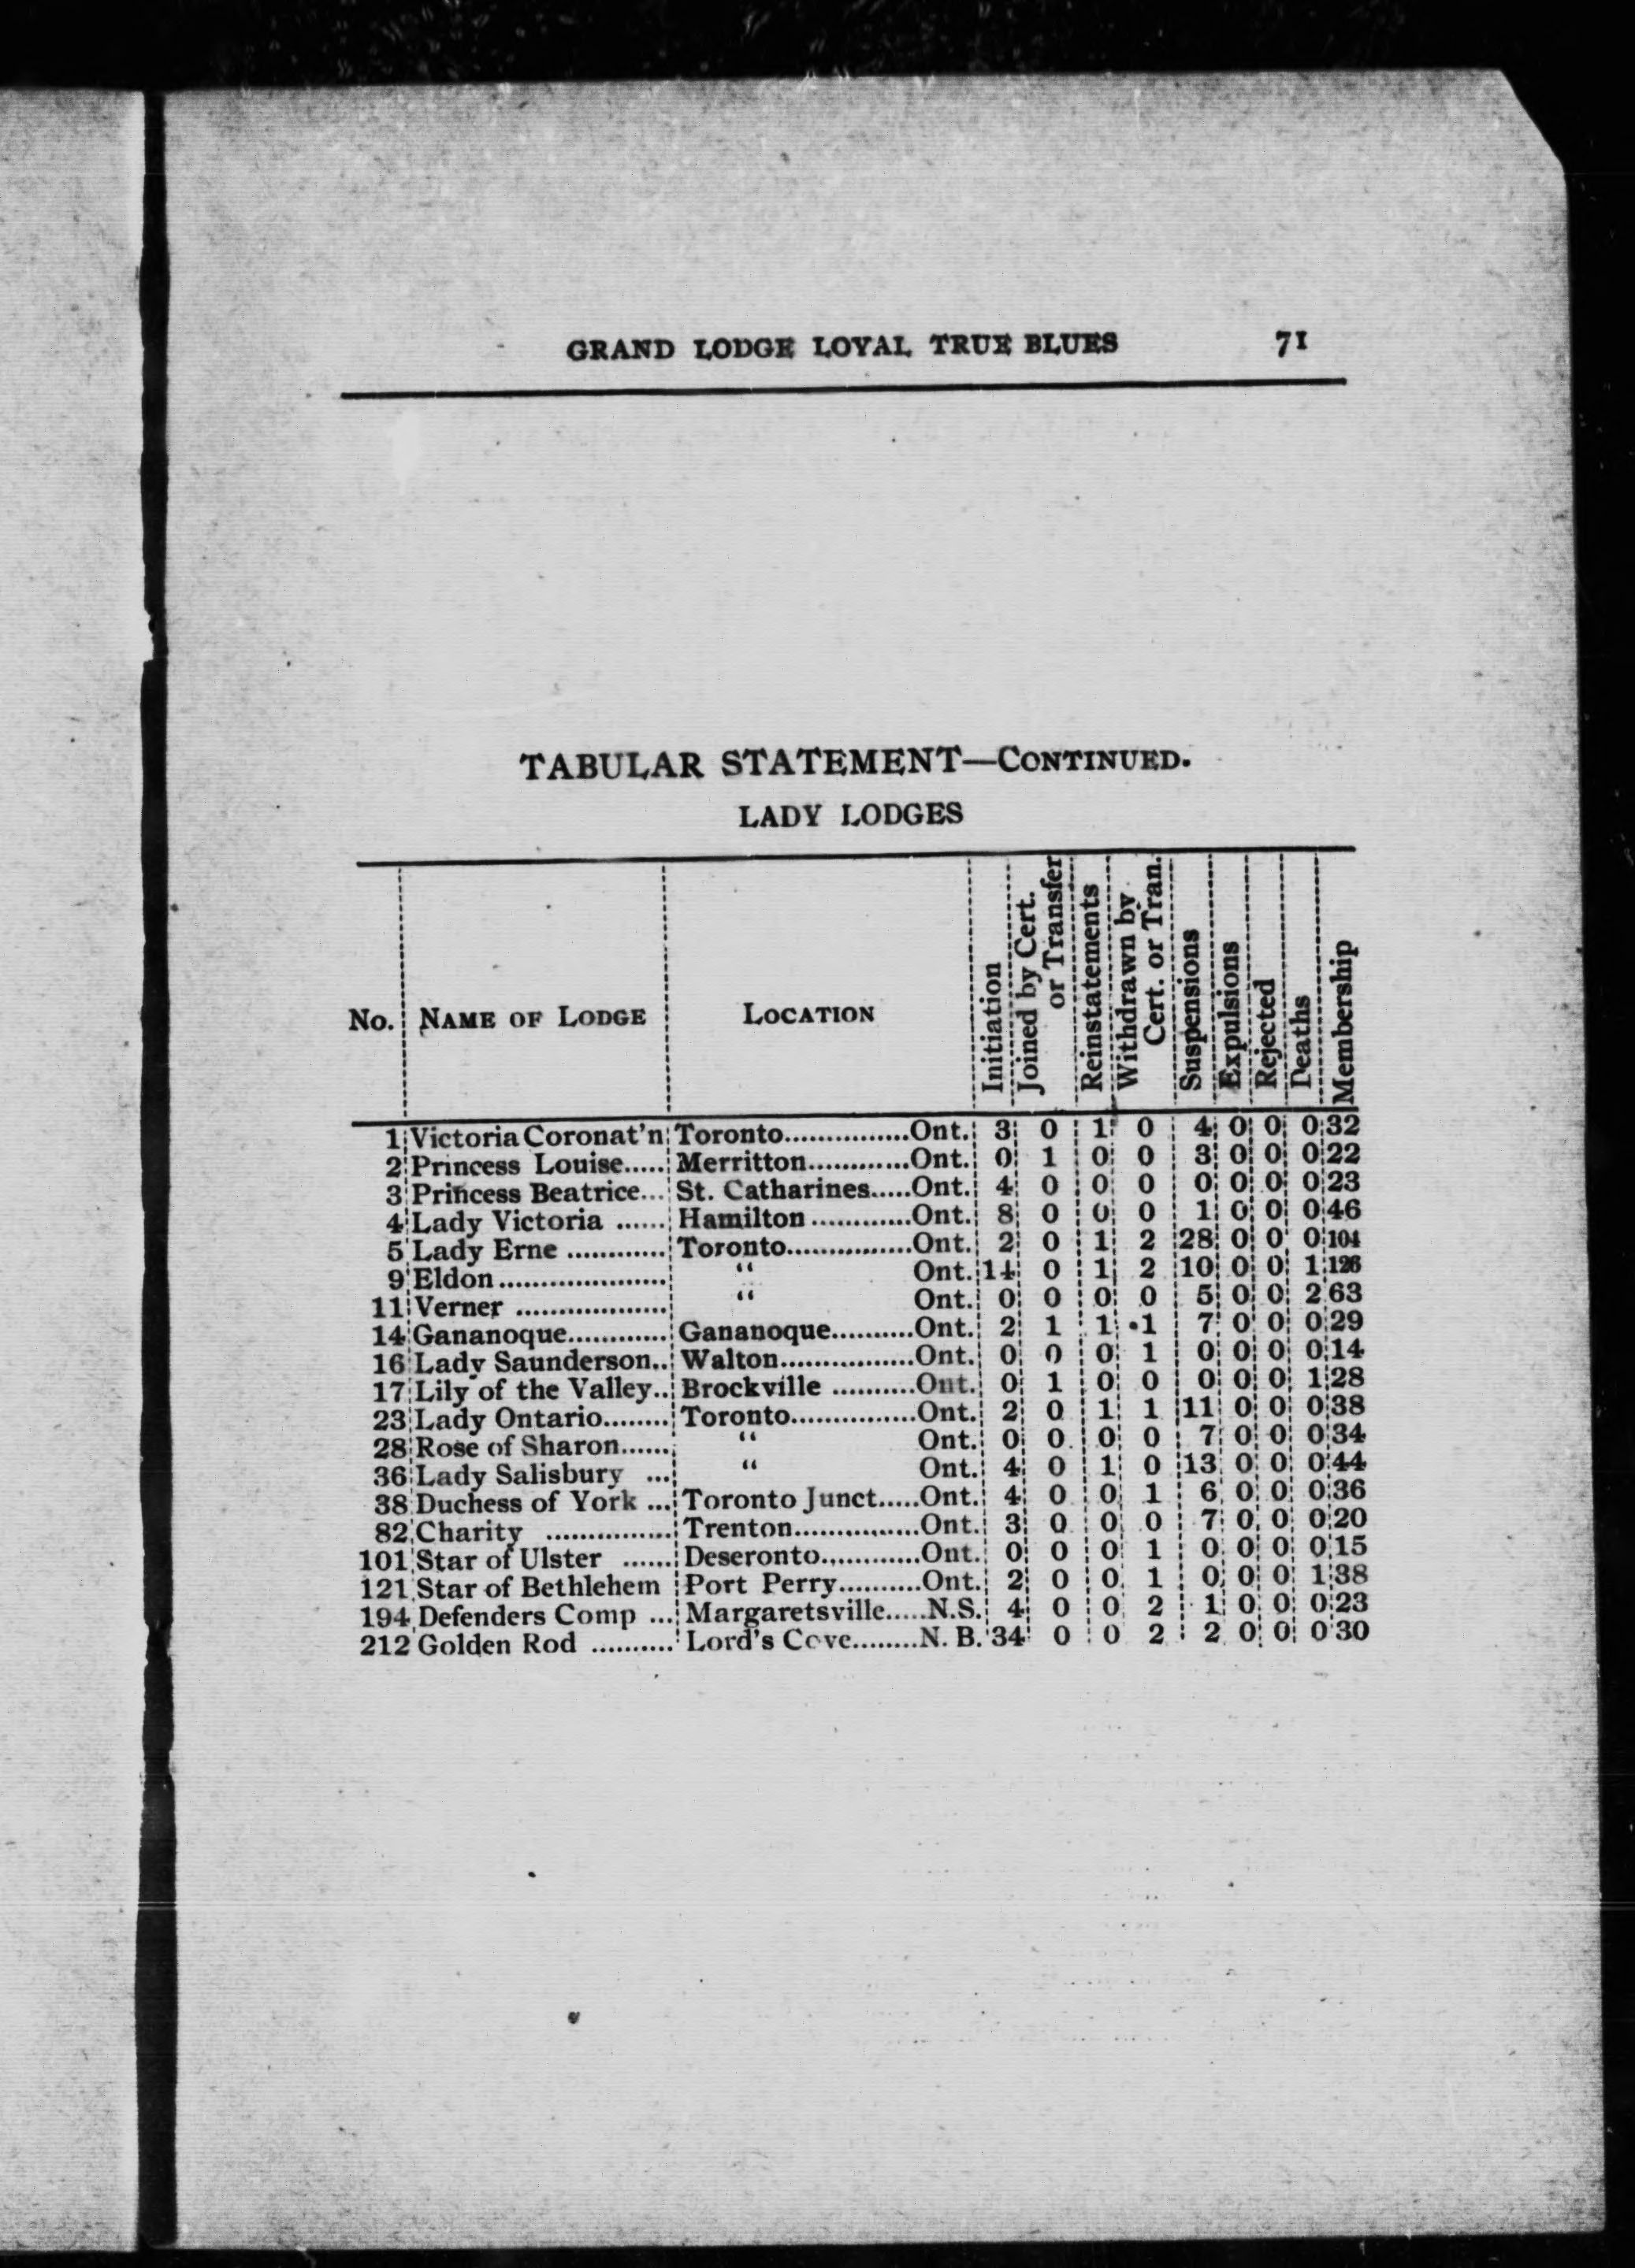 GRAND LODGE LOYAL TRUE BLUES 71
TABULAR STATEMENT—CONTINUED.
LADY LODGES
No. NAME OF LODGE LOCATION Initiation Joined by Cert. or Transfer Reinstatements Withdrawn by Cert. or Tran. Suspensions Expulsions Rejected Deaths Membership
1 Victoria Coronat'n Toronto...............Ont. 3 0 1 0 4 0 0 0 32
2 Princess Louise..... Merritton............Ont. 0 1 0 0 3 0 0 0 22
3 Princess Beatrice... St. Catharines.....Ont. 4 0 0 0 0 0 0 0 23
4 Lady Victoria ...... Hamilton............Ont. 8 0 0 0 1 0 0 0 46
5 Lady Erne ............ Toronto...............Ont. 2 0 1 2 28 0 0 0 104
9 Eldon..................... “ Ont. 14 0 1 2 10 0 0 1 126
11 Verner .................. “ Ont. 0 0 0 0 5 0 0 2 63
14 Gananoque............ Gananoque..........Ont. 2 1 1 1 7 0 0 0 29
16 Lady Saunderson.. Walton................Ont. 0 0 0 1 0 0 0 0 14
17 Lily of the Valley.. Brockville ..........Ont. 0 1 0 0 0 0 0 1 28
23 Lady Ontario........ Toronto...............Ont. 2 0 1 1 11 0 0 0 38
28 Rose of Sharon...... “ Ont. 0 0 0 0 7 0 0 0 34
36 Lady Salisbury ... “ Ont. 4 0 1 0 13 0 0 0 44
38 Duchess of York ... Toronto Junct.....Ont. 4 0 0 1 6 0 0 0 36
82 Charity ............... Trenton...............Ont. 3 0 0 0 7 0 0 0 20
101 Star of Ulster ...... Deseronto............Ont. 0 0 0 1 0 0 0 0 15
121 Star of Bethlehem Port Perry..........Ont. 2 0 0 1 0 0 0 1 38
194 Defenders Comp ... Margaretsville.....N.S. 4 0 0 2 1 0 0 0 23
212 Golden Rod .......... Lord's Cove........N. B. 34 0 0 2 2 0 0 0 30